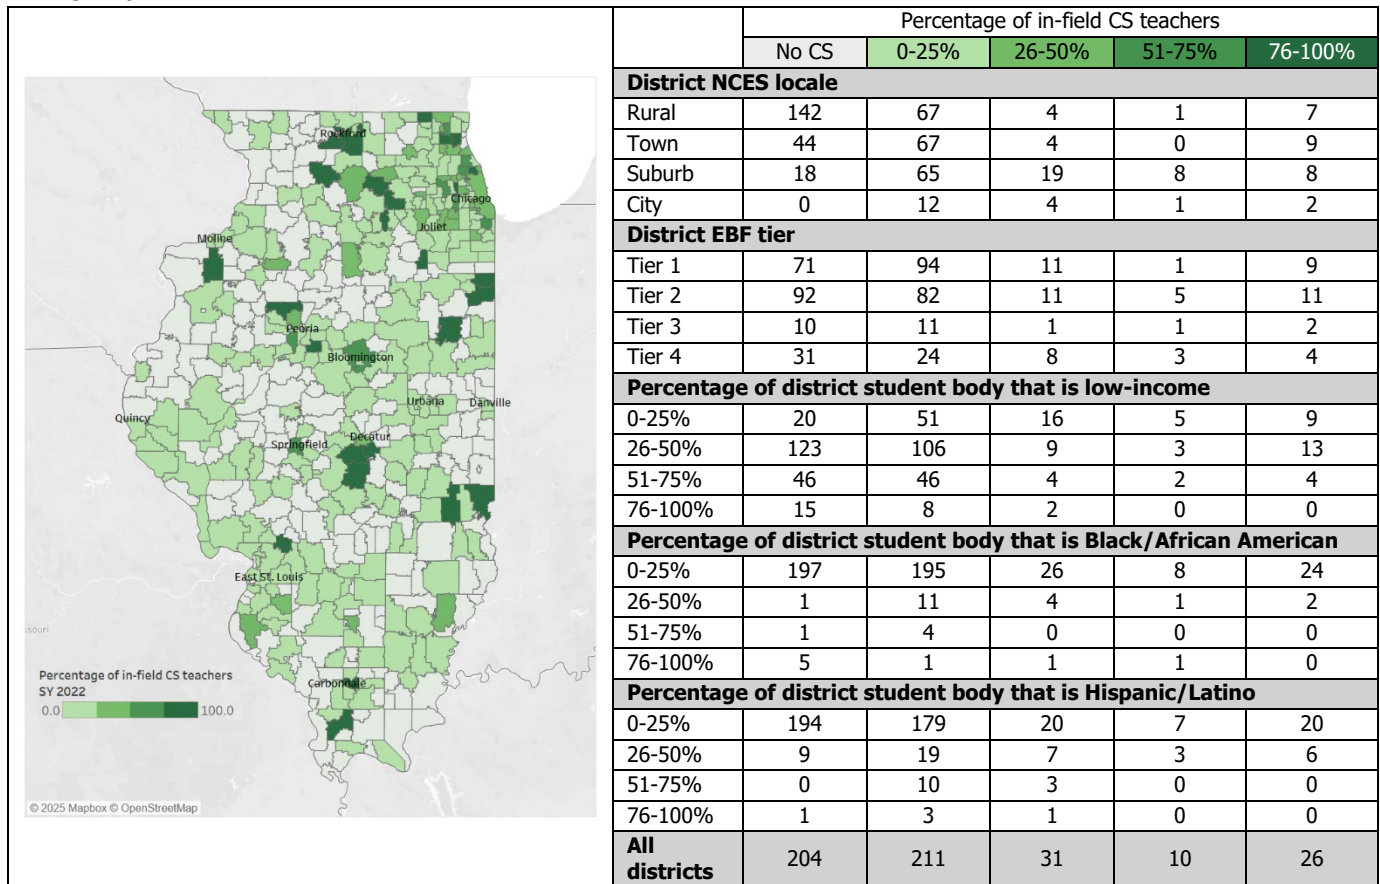 Percentage of in-field CS teachers
No CS 0-25% 26-50% 51-75% 76-100%
District NCES locale
Rural 142 67 4 1 7
Town 44 67 4 0 9
Suburb 18 65 19 8 8
City 0 12 4 1 2
District EBF tier
Tier 1 71 94 11 1 9
Tier 2 92 82 11 5 11
Tier 3 10 11 1 1 2
Tier 4 31 24 8 3 4
Percentage of district student body that is low-income
0-25% 20 51 16 5 9
26-50% 123 106 9 3 13
51-75% 46 46 4 2 4
76-100% 15 8 2 0 0
Percentage of district student body that is Black/African American
0-25% 197 195 26 8 24
26-50% 1 11 4 1 2
51-75% 1 4 0 0 0
76-100% 5 1 1 1 0
Percentage of district student body that is Hispanic/Latino
0-25% 194 179 20 7 20
26-50% 9 19 7 3 6
51-75% 0 10 3 0 0
76-100% 1 3 1 0 0
All
districts 204 211 31 10 26
Rockford
Chicago
Joliet
Moline
Peoria
Bloomington
Urbana Danville
Quincy
Springfield Decatur
East St. Louis
souri
Carbondale
Percentage of in-field CS teachers
SY 2022
0.0 100.0
© 2025 Mapbox © OpenStreetMap